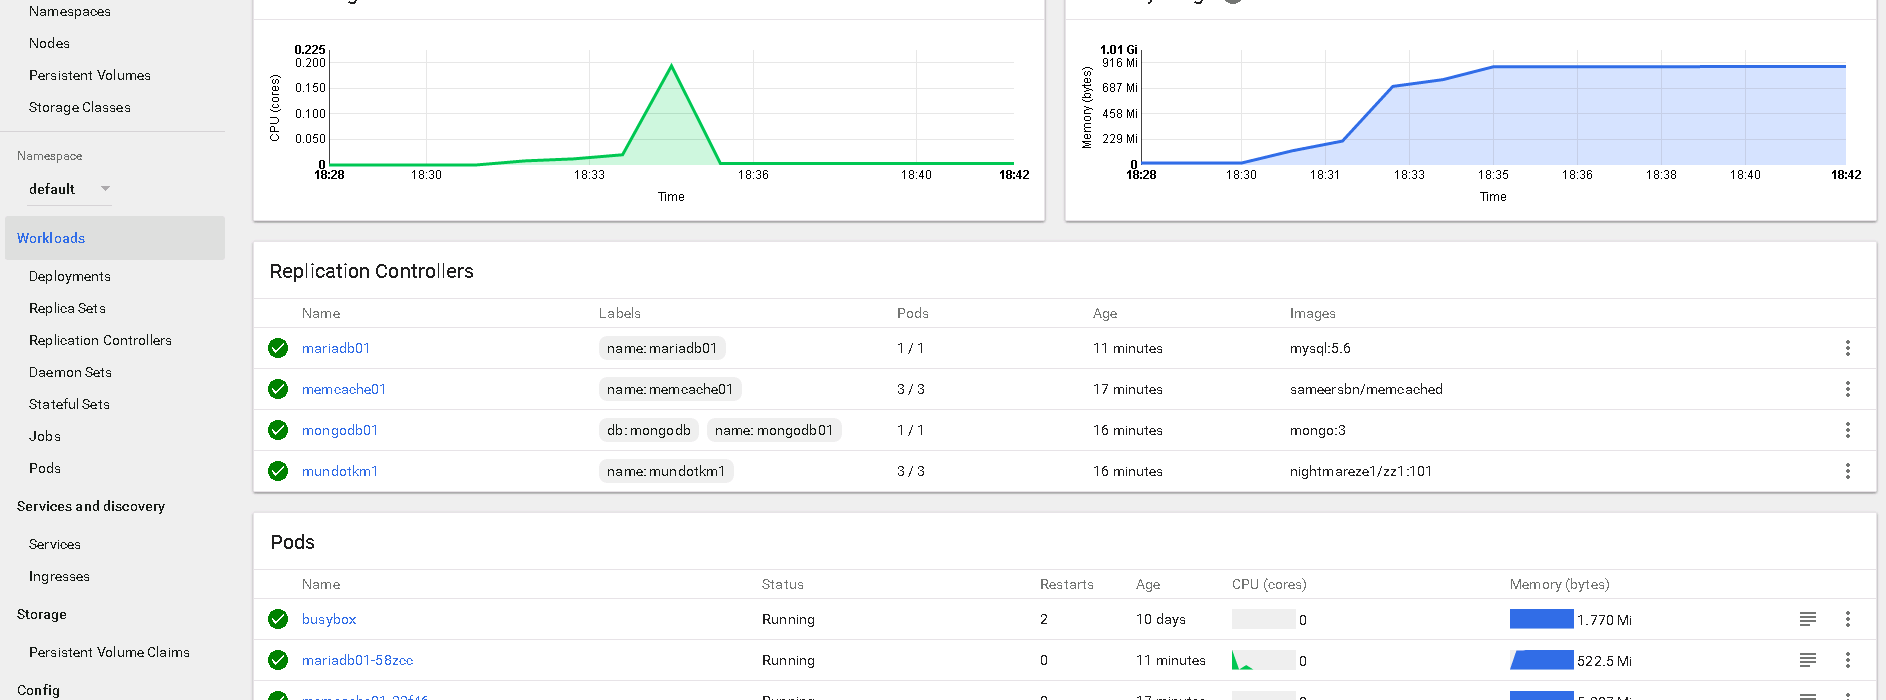 Namespaces
Nodes
Persistent Volumes
Storage Classes
Namespace
default
Workloads
Deployments
Replica Sets
Replication Controllers
Daemon Sets
Stateful Sets
Jobs
Pods
Services and discovery
Services
Ingresses
Storage
Persistent Volume Claims
Config
CPU (cores)
0.225
0.200
0.150
0.100
0.050
0
18:28 18:30 18:33 18:36 18:40 18:42
Time
Memory (bytes)
1.01 Gi
916 Mi
687 Mi
458 Mi
229 Mi
0
18:28 18:30 18:31 18:33 18:35 18:36 18:38 18:40 18:42
Time
Replication Controllers
Name Labels Pods Age Images
mariadb01 name: mariadb01 1 / 1 11 minutes mysql:5.6
memcache01 name: memcache01 3 / 3 17 minutes sameersbn/memcached
mongodb01 db: mongodb name: mongodb01 1 / 1 16 minutes mongo:3
mundotkm1 name: mundotkm1 3 / 3 16 minutes nightmareze1/zz1:101
Pods
Name Status Restarts Age CPU (cores) Memory (bytes)
busybox Running 2 10 days 0 1.770 Mi
mariadb01-58zcc Running 0 11 minutes 0 522.5 Mi